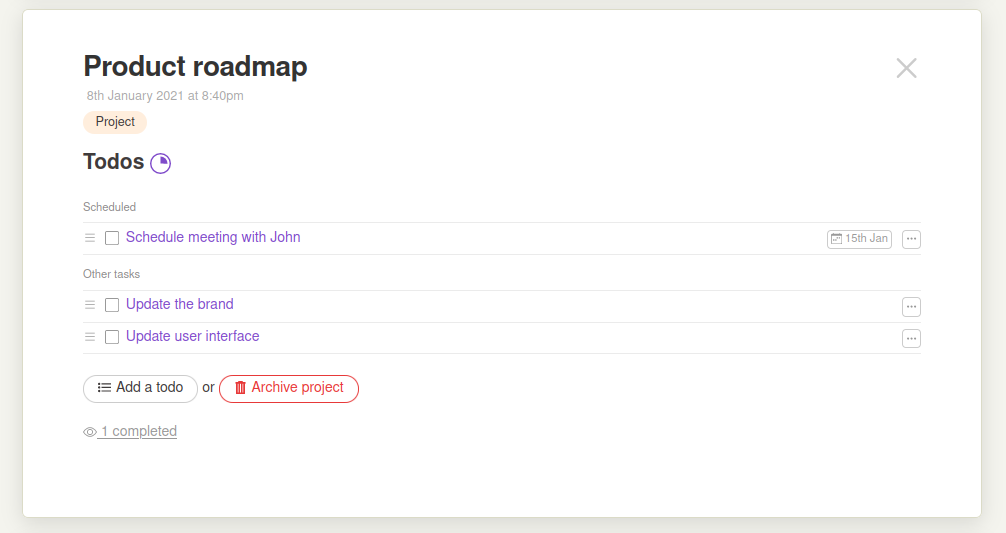 Product roadmap
8th January 2021 at 8:40pm
Project
Todos
Scheduled
Schedule meeting with John 15th Jan
Other tasks
Update the brand
Update user interface
Add a todo or Archive project
1 completed